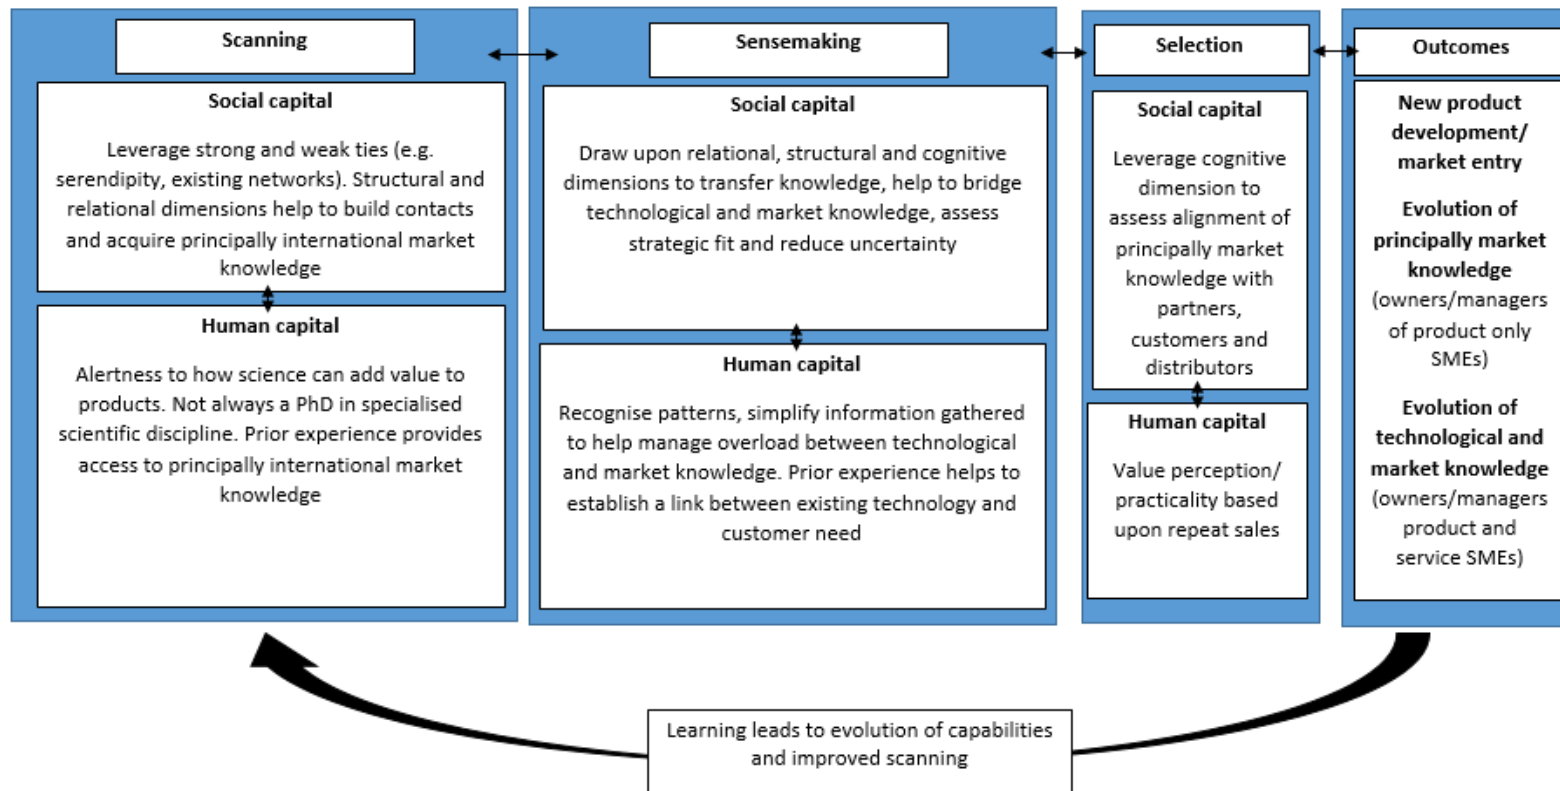 Scanning
Social capital
Leverage strong and weak ties (e.g.
serendipity, existing networks). Structural and
relational dimensions help to build contacts
and acquire principally international market
knowledge
Human capital
Alertness to how science can add value to
products. Not always a PhD in specialised
scientific discipline. Prior experience provides
access to principally international market
knowledge
Sensemaking
Social capital
Draw upon relational, structural and cognitive
dimensions to transfer knowledge, help to bridge
technological and market knowledge, assess
strategic fit and reduce uncertainty
Human capital
Recognise patterns, simplify information gathered
to help manage overload between technological
and market knowledge. Prior experience helps to
establish a link between existing technology and
customer need
Selection
Social capital
Leverage cognitive
dimension to
assess alignment of
principally market
knowledge with
partners,
customers and
distributors
Human capital
Value perception/
practicality based
upon repeat sales
Outcomes
New product
development/
market entry
Evolution of
principally market
knowledge
(owners/managers
of product only
SMEs)
Evolution of
technological and
market knowledge
(owners/managers
product and
service SMEs)
Learning leads to evolution of capabilities
and improved scanning